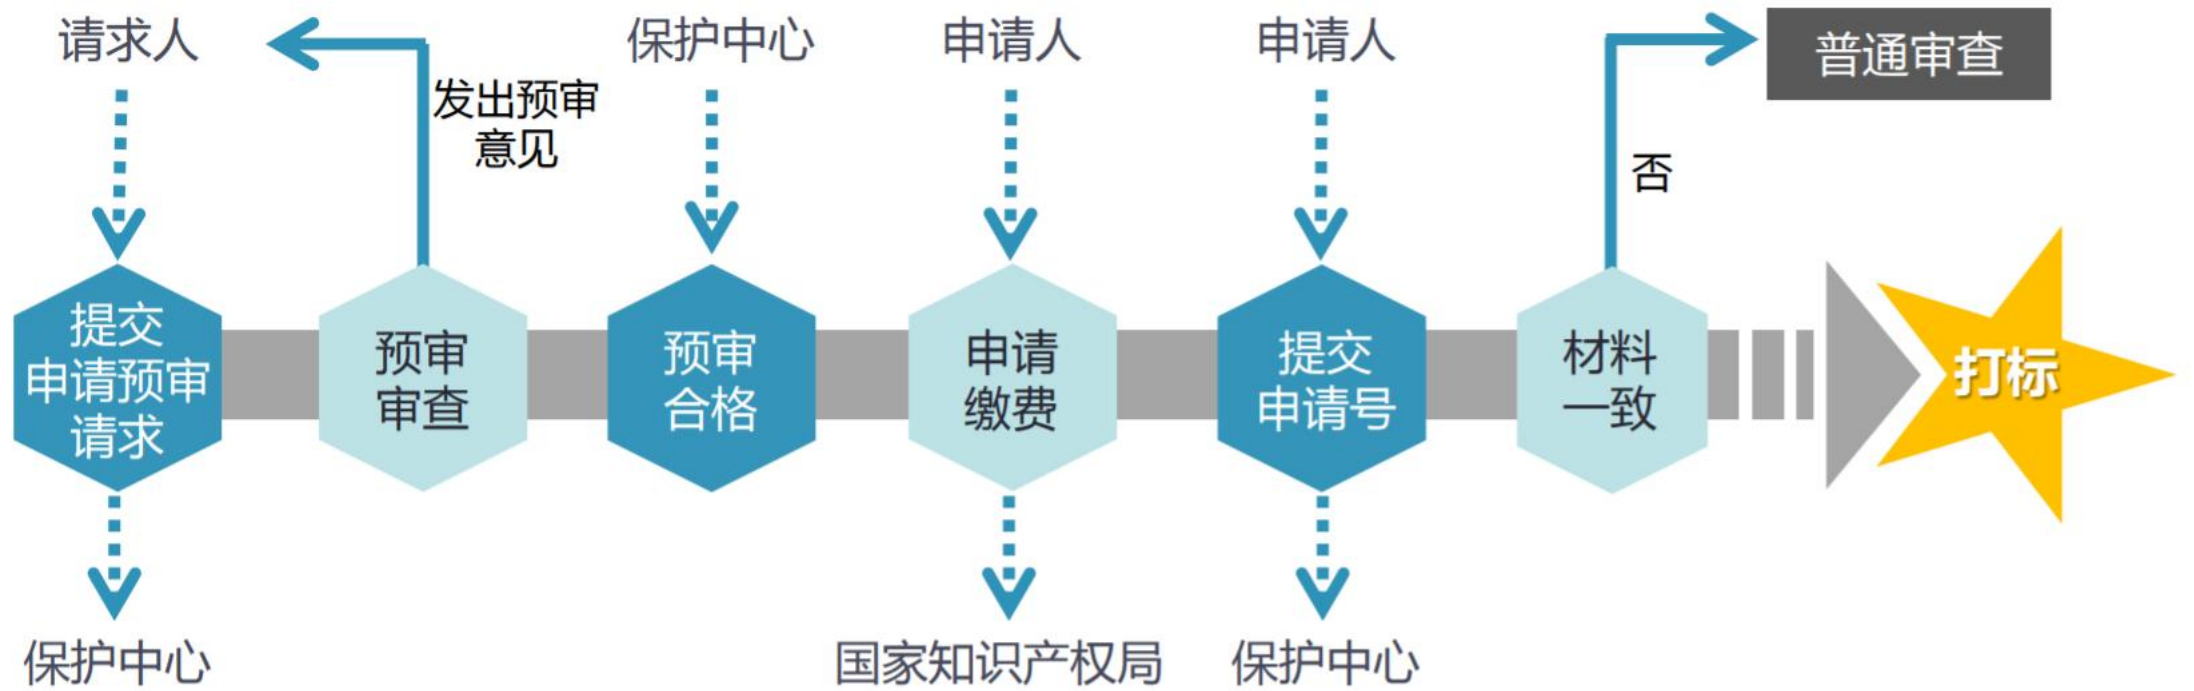 请求人
发出预审
意见
保护中心
申请人
申请人
否
普通审查
提交
申请预审
请求
预审
审查
预审
合格
申请
缴费
提交
申请号
材料
一致
打标
保护中心
国家知识产权局
保护中心